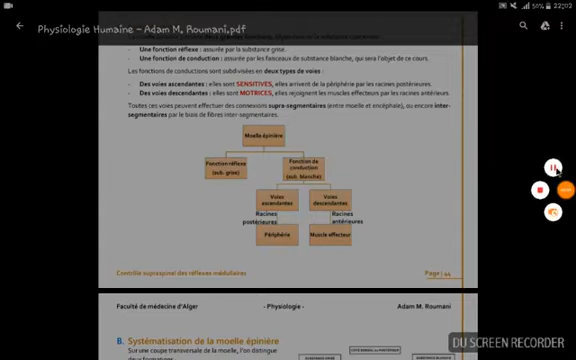 22:02
Physiologie Humaine - Adam M. Roumani.pdf
- Une fonction réflexe : assurée par la substance grise.
- Une fonction de conduction : assurée par les faisceaux de substance blanche, qui sera l'objet de ce cours.
Les fonctions de conductions sont subdivisées en deux types de voies :
- Des voies ascendantes : elles sont SENSITIVES, elles arrivent de la périphérie par les racines postérieures.
- Des voies descendantes : elles sont MOTRICES, elles rejoignent les muscles effecteurs par les racines antérieures.
Toutes ces voies peuvent effectuer des connexions supra-segmentaires (entre moelle et encéphale), ou encore inter-
segmentaires par le biais de fibres inter-segmentaires.
Moelle épinière
Fonction réflexe
(sub. grise)
Fonction de
conduction
(sub. blanche)
Voies
ascendantes
Voies
descendantes
Racines
postérieures
Racines
antérieures
Périphérie
Muscle effecteur
Contrôle supraspinal des réflexes médullaires
Page | 44
Faculté de médecine d'Alger
- Physiologie -
Adam M. Roumani
B. Systématisation de la moelle épinière
Sur une coupe transversale de la moelle, l'on distingue
DU SCREEN RECORDER